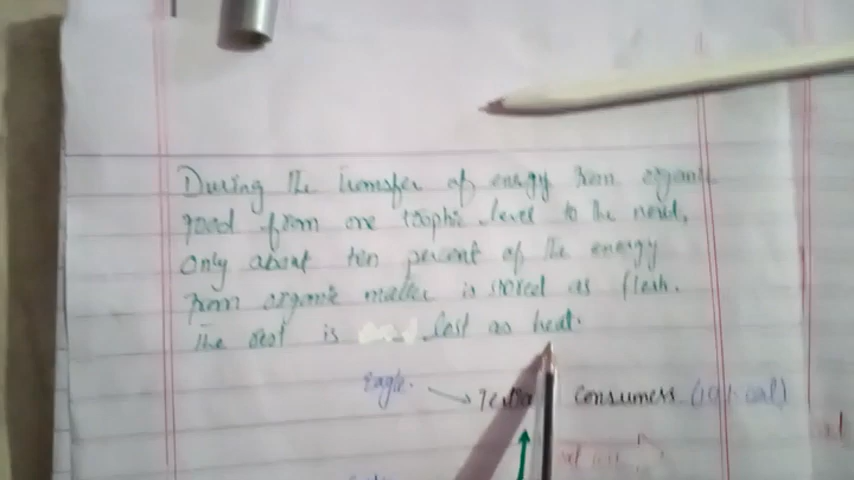 During the transfer of energy from organic
food from one trophic level to the next,
Only about ten percent of the energy
from organic matter is stored as flesh.
The rest is lost as heat.
Eagle. → consumers